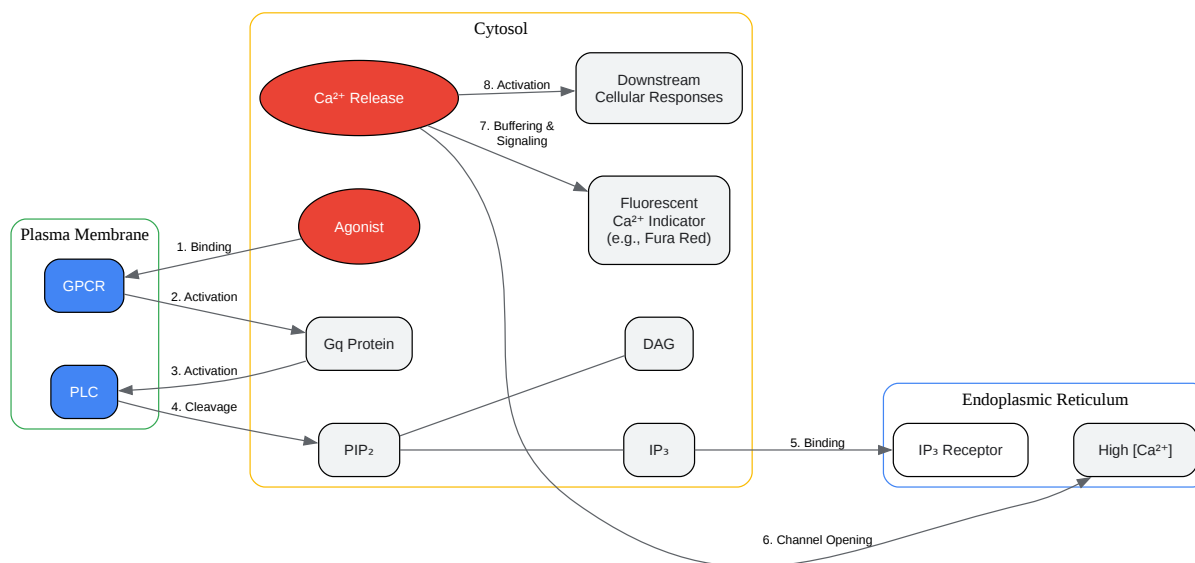 Cytosol
Ca²⁺ Release
8. Activation
Downstream
Cellular Responses
7. Buffering &
Signaling
Fluorescent
Ca²⁺ Indicator
(e.g., Fura Red)
Agonist
Plasma Membrane
1. Binding
GPCR
2. Activation
Gq Protein
DAG
3. Activation
PLC
4. Cleavage
PIP₂
IP₃
5. Binding
Endoplasmic Reticulum
IP₃ Receptor
High [Ca²⁺]
6. Channel Opening